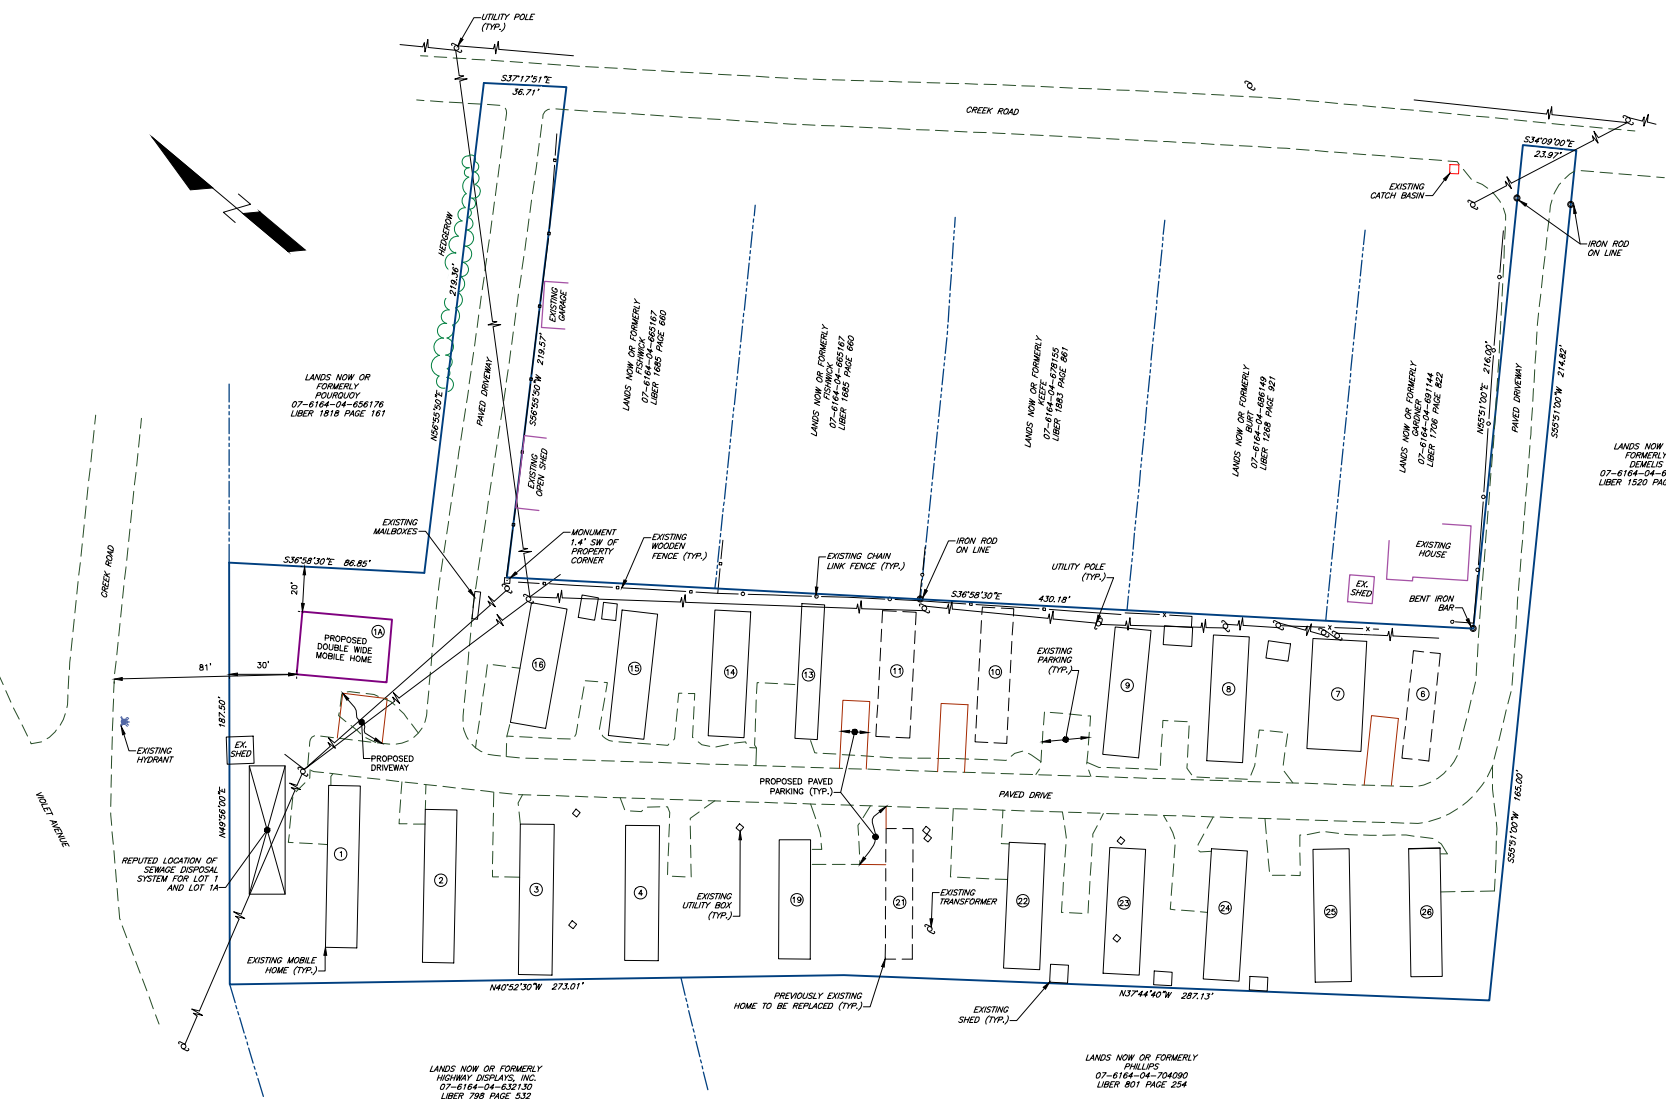 UTILITY POLE
(TYP.)
S37°17'51"E
36.71'
CREEK ROAD
S34°09'00"E
23.97'
EXISTING
CATCH BASIN
IRON ROD
ON LINE
HEDGEROW
219.36'
N56°55'50"E
PAVED DRIVEWAY
EXISTING
GARAGE
S56°55'50"W 219.57'
EXISTING
OPEN SHED
LANDS NOW OR FORMERLY
FISHWICK
07-6164-04-665167
LIBER 1685 PAGE 660
LANDS NOW OR FORMERLY
FISHWICK
07-6164-04-665167
LIBER 1685 PAGE 660
LANDS NOW OR FORMERLY
KEEFE
07-6164-04-678155
LIBER 1883 PAGE 861
LANDS NOW OR FORMERLY
BURT
07-6164-04-686149
LIBER 1268 PAGE 921
LANDS NOW OR FORMERLY
GARDNER
07-6164-04-691144
LIBER 1706 PAGE 822
N55°51'00"E 216.00'
PAVED DRIVEWAY
S55°51'00"W 214.82'
LANDS NOW
FORMERLY
DEMELIS
07-6164-04-6
LIBER 1520 PAG
LANDS NOW OR
FORMERLY
POURQUOY
07-6164-04-656176
LIBER 1818 PAGE 161
EXISTING
MAILBOXES
MONUMENT
1.4' SW OF
PROPERTY
CORNER
EXISTING
WOODEN
FENCE (TYP.)
EXISTING CHAIN
LINK FENCE (TYP.)
IRON ROD
ON LINE
UTILITY POLE
(TYP.)
EXISTING
HOUSE
EX.
SHED
BENT IRON
BAR
S36°58'30"E 430.18'
CREEK ROAD
S36°58'30"E 86.85'
20'
1A
PROPOSED
DOUBLE WIDE
MOBILE HOME
81'
30'
187.50'
EXISTING
HYDRANT
EX.
SHED
PROPOSED
DRIVEWAY
16
15
14
13
11
10
EXISTING
PARKING
(TYP.)
9
8
7
6
PROPOSED PAVED
PARKING (TYP.)
PAVED DRIVE
VIOLET AVENUE
N49°56'00"E
REPUTED LOCATION OF
SEWAGE DISPOSAL
SYSTEM FOR LOT 1
AND LOT 1A
1
2
3
4
EXISTING
UTILITY BOX
(TYP.)
19
21
EXISTING
TRANSFORMER
22
23
24
25
26
S55°51'00"W 165.00'
EXISTING MOBILE
HOME (TYP.)
N40°52'30"W 273.01'
PREVIOUSLY EXISTING
HOME TO BE REPLACED (TYP.)
EXISTING
SHED (TYP.)
N37°44'40"W 287.13'
LANDS NOW OR FORMERLY
HIGHWAY DISPLAYS, INC.
07-6164-04-632130
LIBER 798 PAGE 532
LANDS NOW OR FORMERLY
PHILLIPS
07-6164-04-704090
LIBER 801 PAGE 254